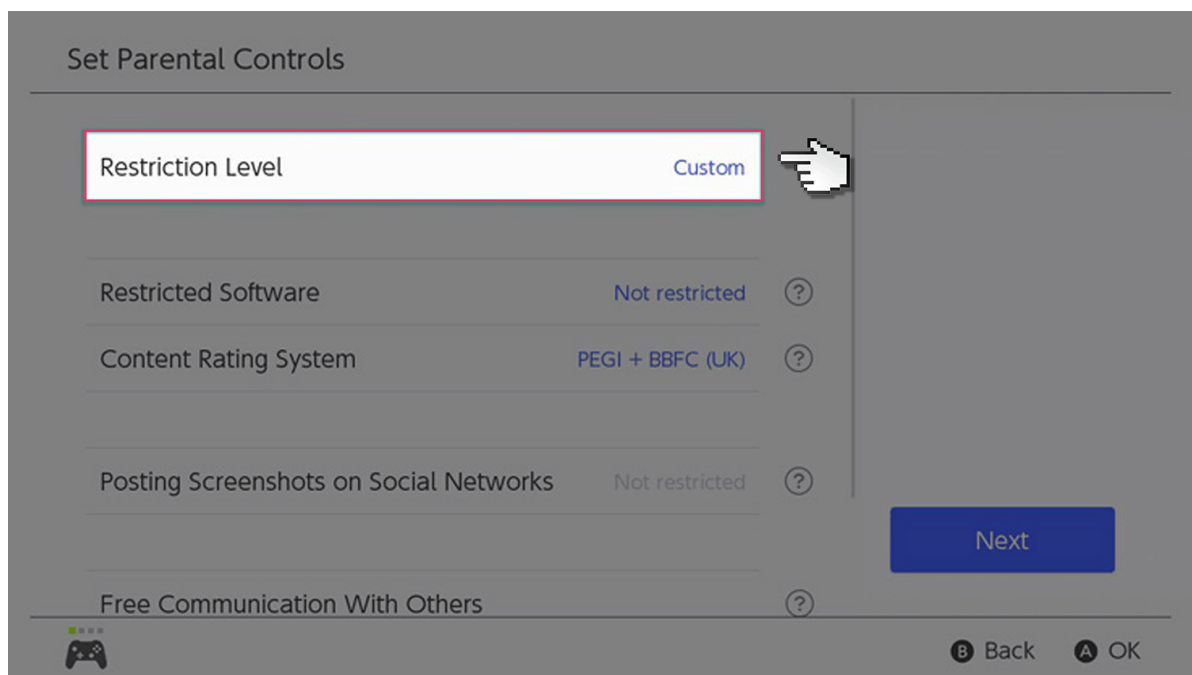 Set Parental Controls
Restriction Level Custom
Restricted Software Not restricted ?
Content Rating System PEGI + BBFC (UK) ?
Posting Screenshots on Social Networks Not restricted ?
Next
Free Communication With Others ?
B Back A OK